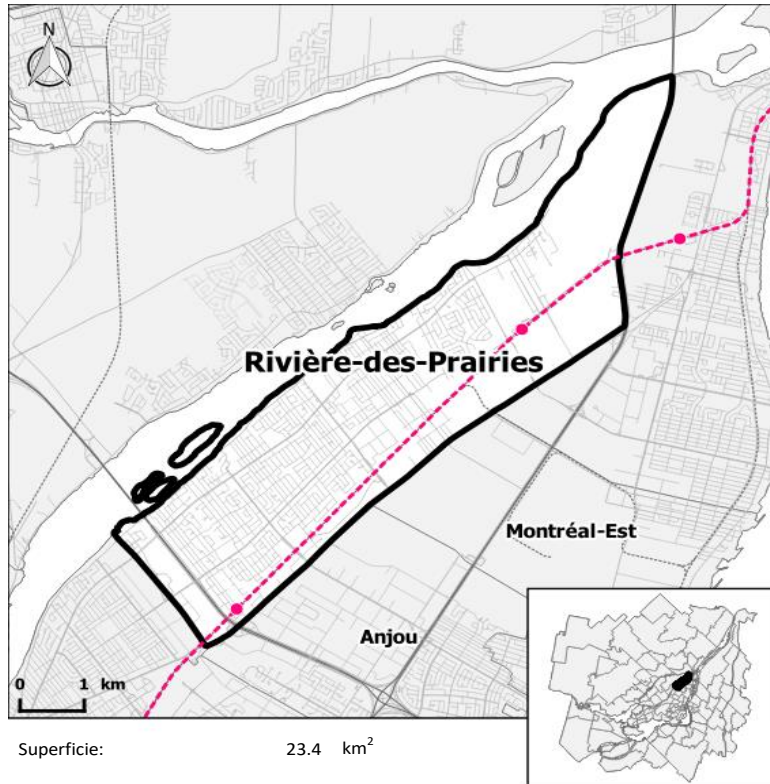 N
Rivière-des-Prairies
Montréal-Est
Anjou
0 1 km
Superficie: 23.4 km²